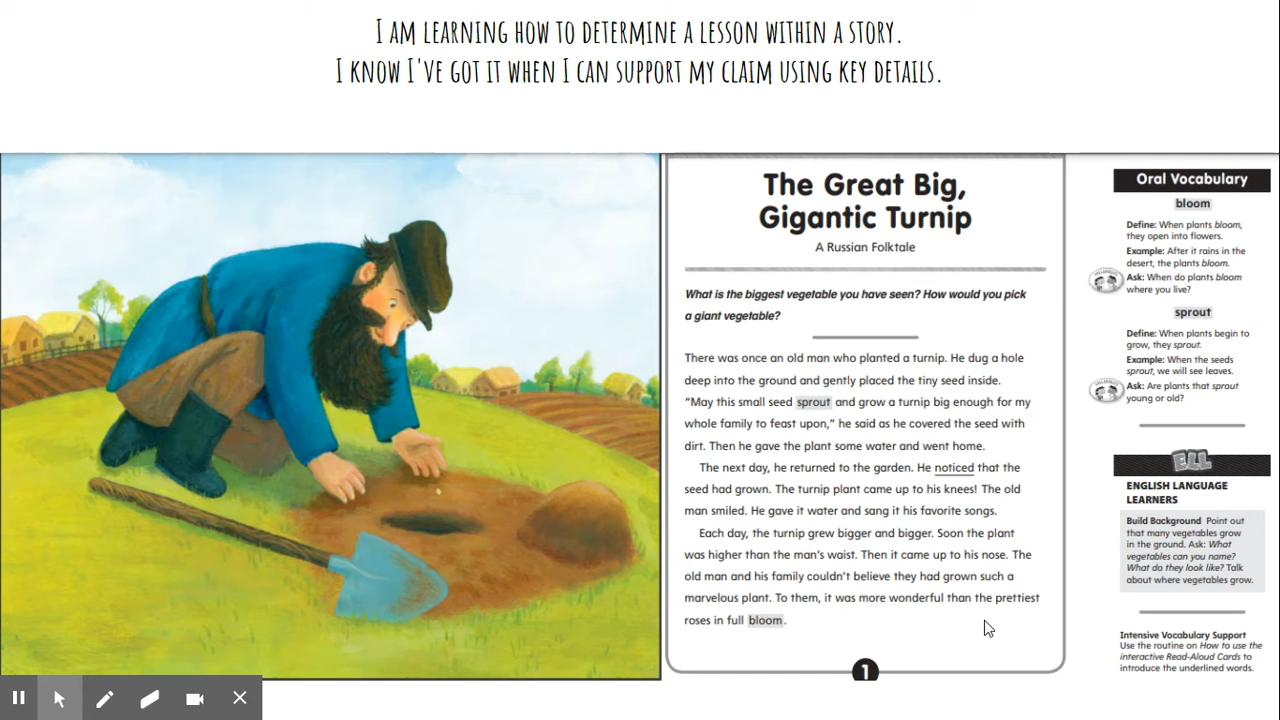 I am learning how to determine a lesson within a story.
I know I've got it when I can support my claim using key details.
The Great Big,
Gigantic Turnip
A Russian Folktale
What is the biggest vegetable you have seen? How would you pick
a giant vegetable?
There was once an old man who planted a turnip. He dug a hole
deep into the ground and gently placed the tiny seed inside.
"May this small seed sprout and grow a turnip big enough for my
whole family to feast upon," he said as he covered the seed with
dirt. Then he gave the plant some water and went home.
The next day, he returned to the garden. He noticed that the
seed had grown. The turnip plant came up to his knees! The old
man smiled. He gave it water and sang it his favorite songs.
Each day, the turnip grew bigger and bigger. Soon the plant
was higher than the man's waist. Then it came up to his nose. The
old man and his family couldn't believe they had grown such a
marvelous plant. To them, it was more wonderful than the prettiest
roses in full bloom.
1
Oral Vocabulary
bloom
Define: When plants bloom,
they open into flowers.
Example: After it rains in the
desert, the plants bloom.
Ask: When do plants bloom
where you live?
sprout
Define: When plants begin to
grow, they sprout.
Example: When the seeds
sprout, we will see leaves.
Ask: Are plants that sprout
young or old?
ELL
ENGLISH LANGUAGE
LEARNERS
Build Background Point out
that many vegetables grow
in the ground. Ask: What
vegetables can you name?
What do they look like? Talk
about where vegetables grow.
Intensive Vocabulary Support
Use the routine on How to use the
interactive Read-Aloud Cards to
introduce the underlined words.